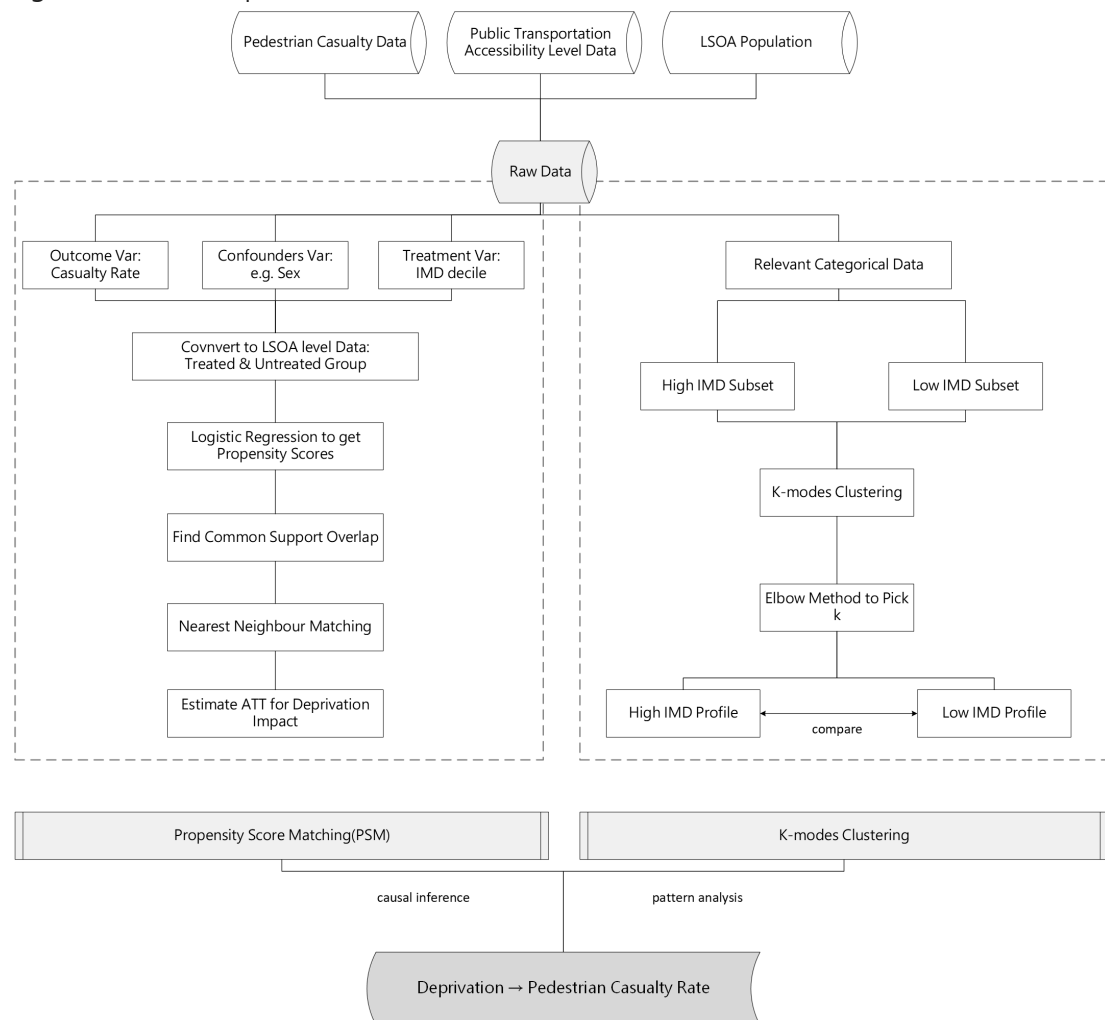 Pedestrian Casualty Data
Public Transportation
Accessibility Level Data
LSOA Population
Raw Data
Outcome Var:
Casualty Rate
Confounders Var:
e.g. Sex
Treatment Var:
IMD decile
Relevant Categorical Data
Covnvert to LSOA level Data:
Treated & Untreated Group
High IMD Subset
Low IMD Subset
Logistic Regression to get
Propensity Scores
K-modes Clustering
Find Common Support Overlap
Elbow Method to Pick
k
Nearest Neighbour Matching
Estimate ATT for Deprivation
Impact
High IMD Profile
compare
Low IMD Profile
Propensity Score Matching(PSM)
K-modes Clustering
causal inference
pattern analysis
Deprivation → Pedestrian Casualty Rate